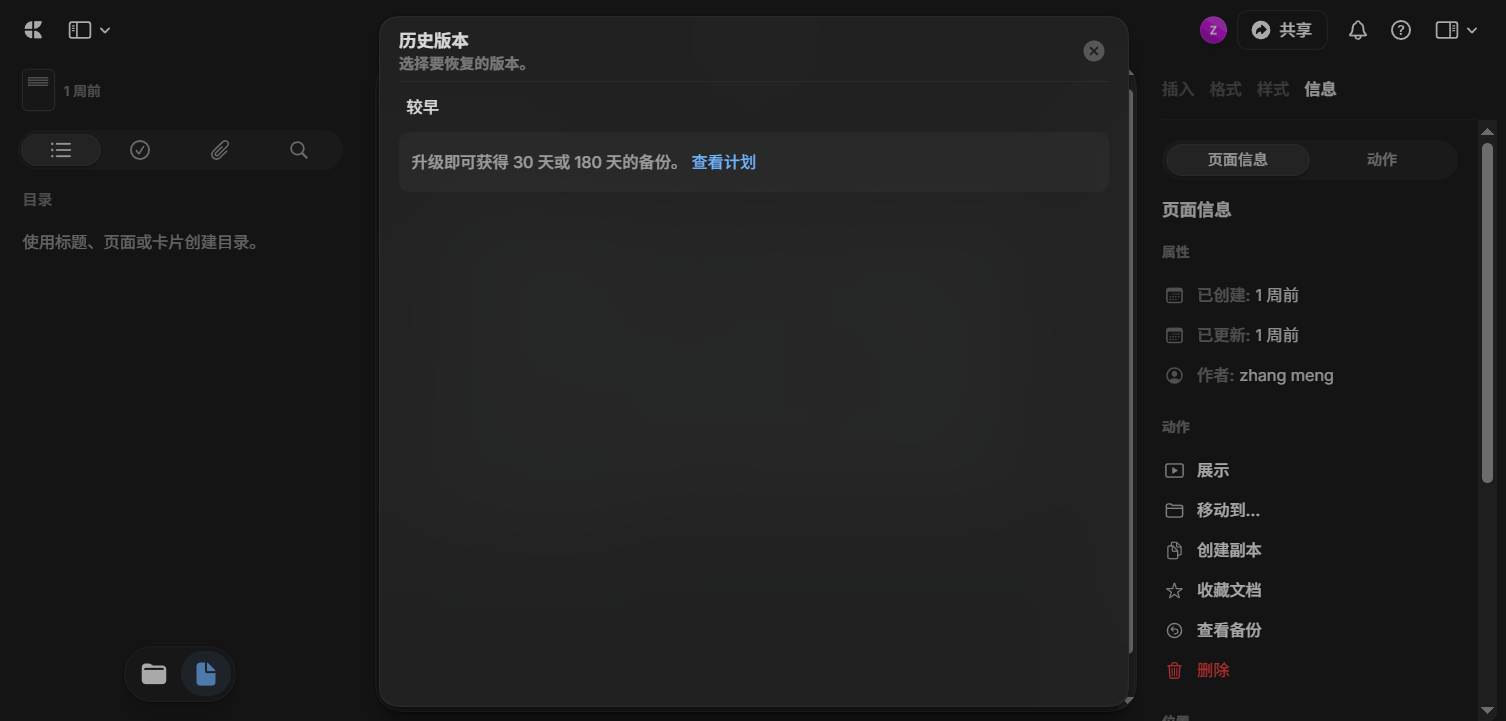 历史版本
选择要恢复的版本。
较早
升级即可获得 30 天或 180 天的备份。 查看计划
1 周前
目录
使用标题、页面或卡片创建目录。
Z
共享
插入 格式 样式 信息
页面信息 动作
页面信息
属性
已创建: 1 周前
已更新: 1 周前
作者: zhang meng
动作
展示
移动到...
创建副本
收藏文档
查看备份
删除
位置